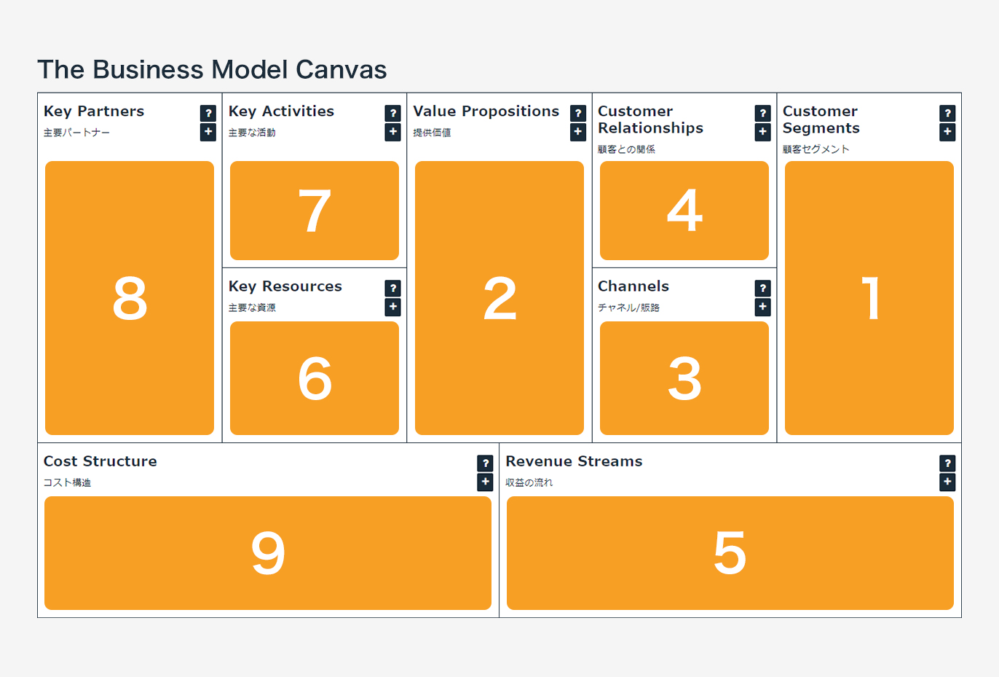 The Business Model Canvas
Key Partners
?
主要パートナー
+
8
Key Activities
?
主要な活動
+
7
Key Resources
?
主要な資源
+
6
Value Propositions
?
提供価値
+
2
Customer
Relationships
?
+
顧客との関係
4
Channels
?
チャネル/販路
+
3
Customer
Segments
?
+
顧客セグメント
1
Cost Structure
?
コスト構造
+
9
Revenue Streams
?
収益の流れ
+
5